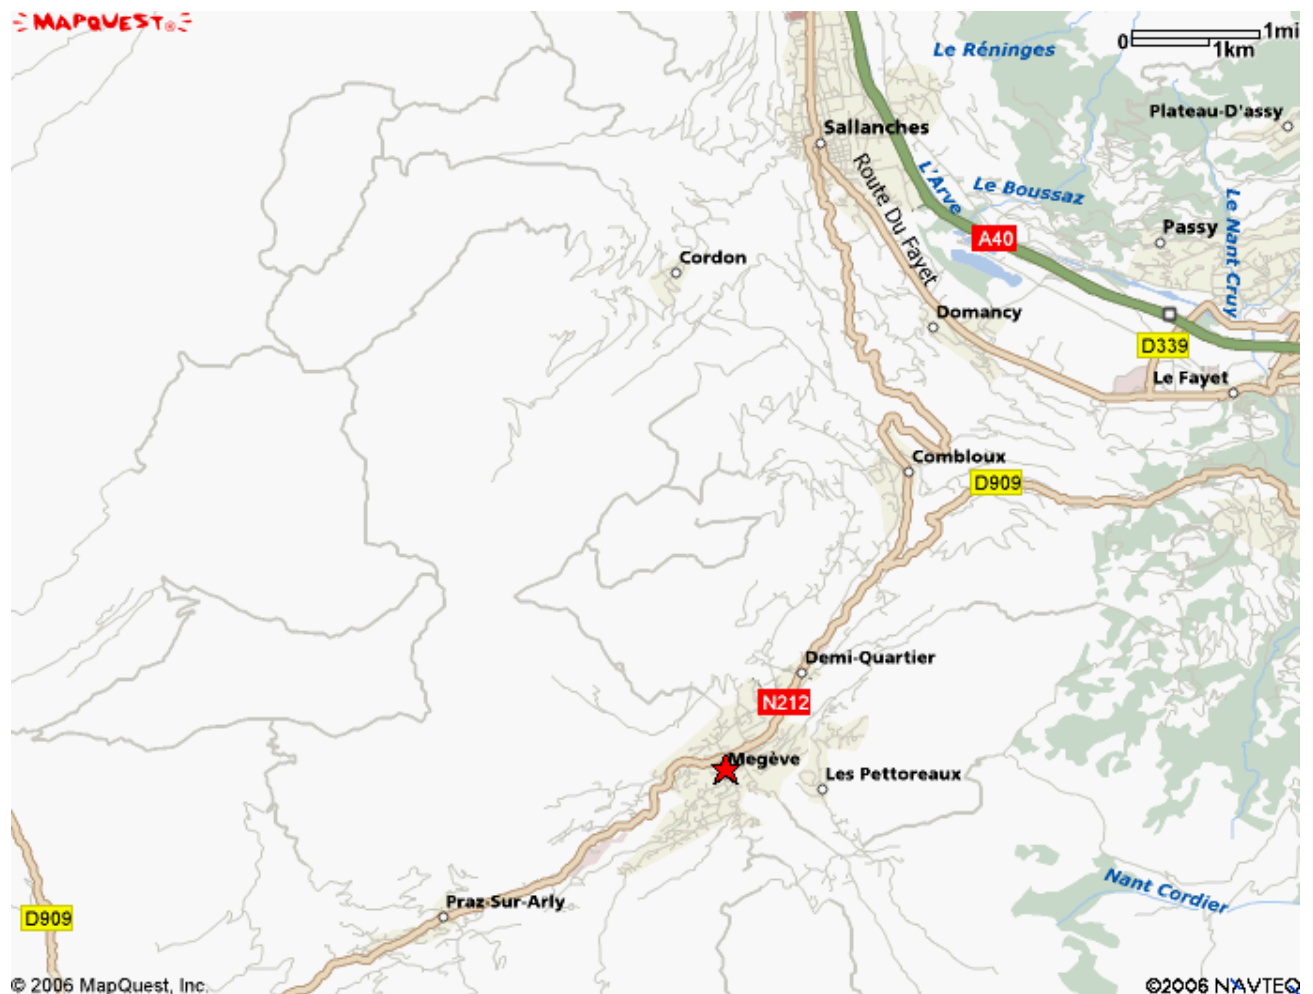 MAPQUEST®
0 1mi
1km
Le Réninges
Plateau-D'assy
Sallanches
Route Du Fayet
L'Arve
Le Boussaz
Le Nant Cruy
Passy
A40
Cordon
Domancy
D339
Le Fayet
Combloux
D909
Demi-Quartier
N212
Megève
Les Pettoreaux
Nant Cordier
Praz-Sur-Arly
D909
© 2006 MapQuest, Inc.
©2006 NAVTEQ